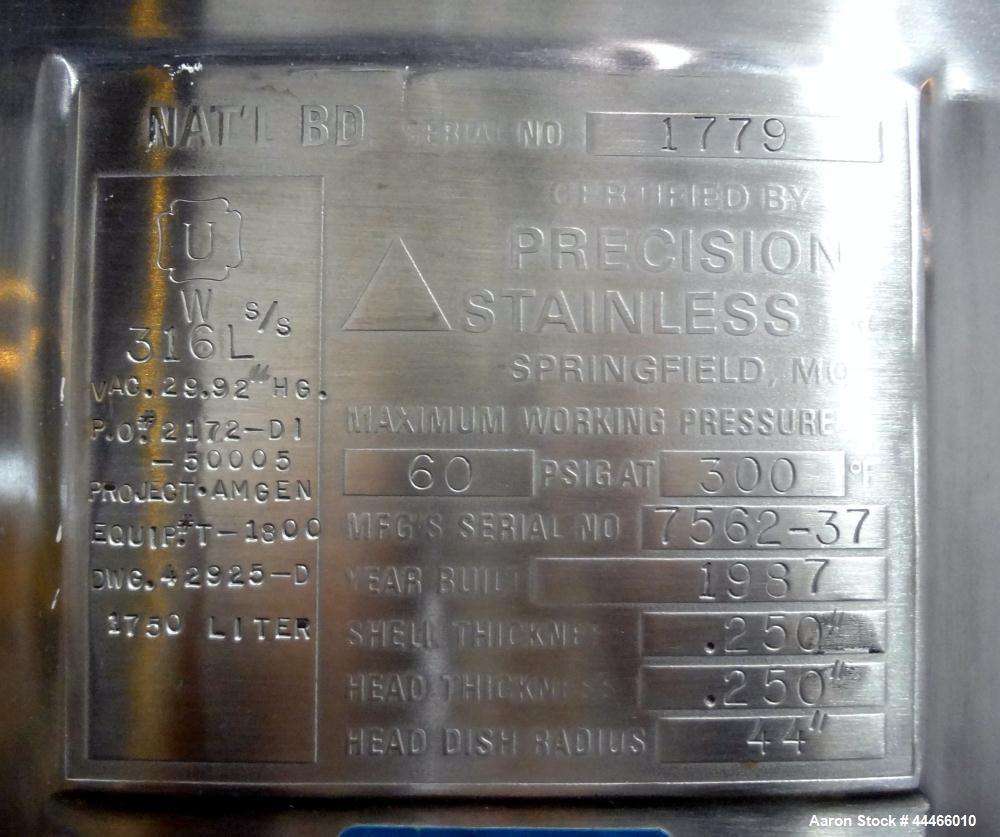 NAT'L BD SERIAL NO 1779
U
W
316L s/s
VAC. 29.92" HG.
P.O.# 2172-D1
-50005
PROJECT·AMGEN
EQUIP.# T-1800
DWG. 42925-D
1750 LITER
CERTIFIED BY
PRECISION
STAINLESS
SPRINGFIELD, MO
MAXIMUM WORKING PRESSURE
60 PSIG AT 300 °F
MFG'S SERIAL NO 7562-37
YEAR BUILT 1987
SHELL THICKNESS .250"
HEAD THICKNESS .250"
HEAD DISH RADIUS 44"
Aaron Stock # 44466010